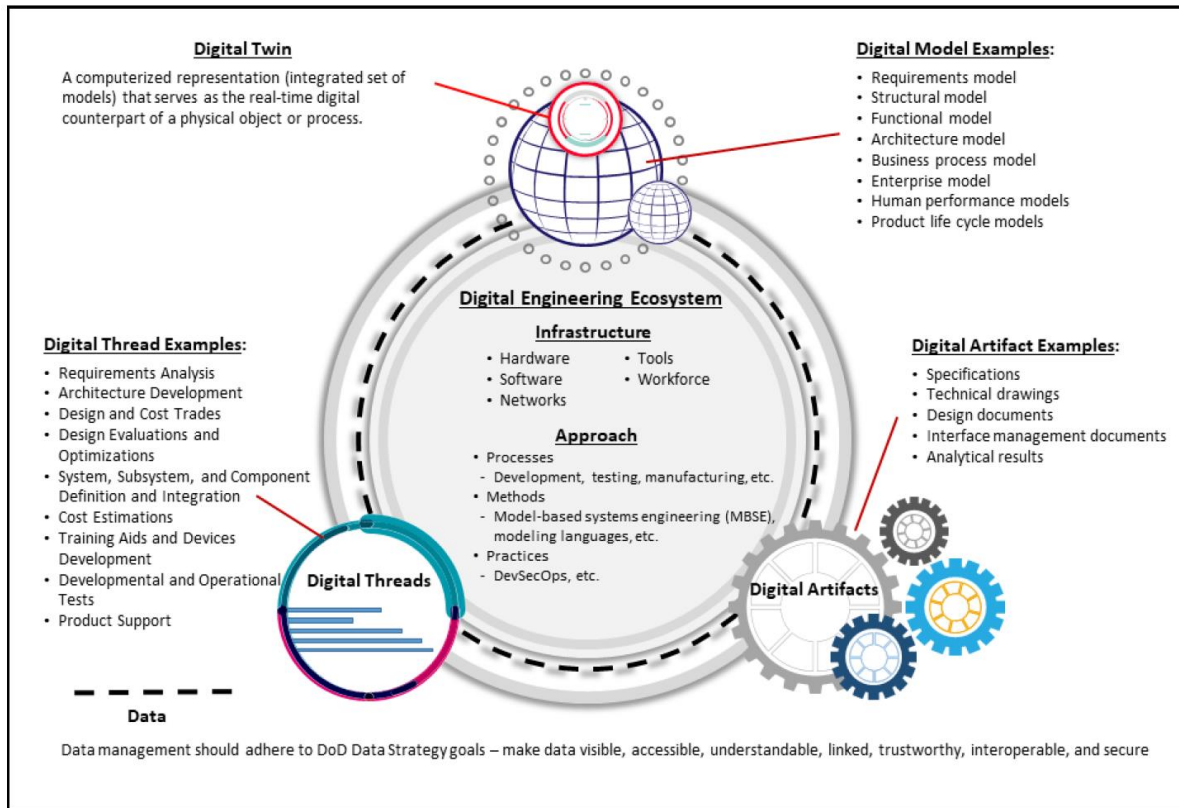 Digital Twin
A computerized representation (integrated set of
models) that serves as the real-time digital
counterpart of a physical object or process.
Digital Model Examples:
• Requirements model
• Structural model
• Functional model
• Architecture model
• Business process model
• Enterprise model
• Human performance models
• Product life cycle models
Digital Engineering Ecosystem
Infrastructure
• Hardware
• Software
• Networks
• Tools
• Workforce
Approach
• Processes
- Development, testing, manufacturing, etc.
• Methods
- Model-based systems engineering (MBSE),
modeling languages, etc.
• Practices
- DevSecOps, etc.
Digital Thread Examples:
• Requirements Analysis
• Architecture Development
• Design and Cost Trades
• Design Evaluations and
Optimizations
• System, Subsystem, and Component
Definition and Integration
• Cost Estimations
• Training Aids and Devices
Development
• Developmental and Operational
Tests
• Product Support
Digital Artifact Examples:
• Specifications
• Technical drawings
• Design documents
• Interface management documents
• Analytical results
Digital Threads
Digital Artifacts
Data
Data management should adhere to DoD Data Strategy goals – make data visible, accessible, understandable, linked, trustworthy, interoperable, and secure